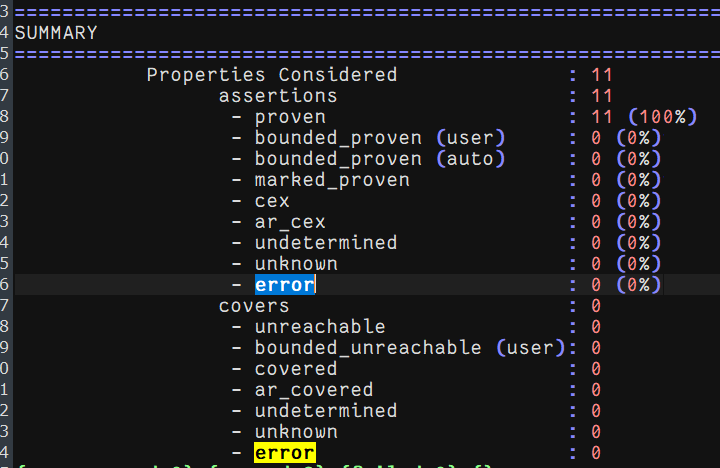 3 ============================================================
4 SUMMARY
5 ============================================================
6 Properties Considered : 11
7 assertions : 11
8 - proven : 11 (100%)
9 - bounded_proven (user) : 0 (0%)
0 - bounded_proven (auto) : 0 (0%)
1 - marked_proven : 0 (0%)
2 - cex : 0 (0%)
3 - ar_cex : 0 (0%)
4 - undetermined : 0 (0%)
5 - unknown : 0 (0%)
6 - error : 0 (0%)
7 covers : 0
8 - unreachable : 0
9 - bounded_unreachable (user): 0
0 - covered : 0
1 - ar_covered : 0
2 - undetermined : 0
3 - unknown : 0
4 - error : 0